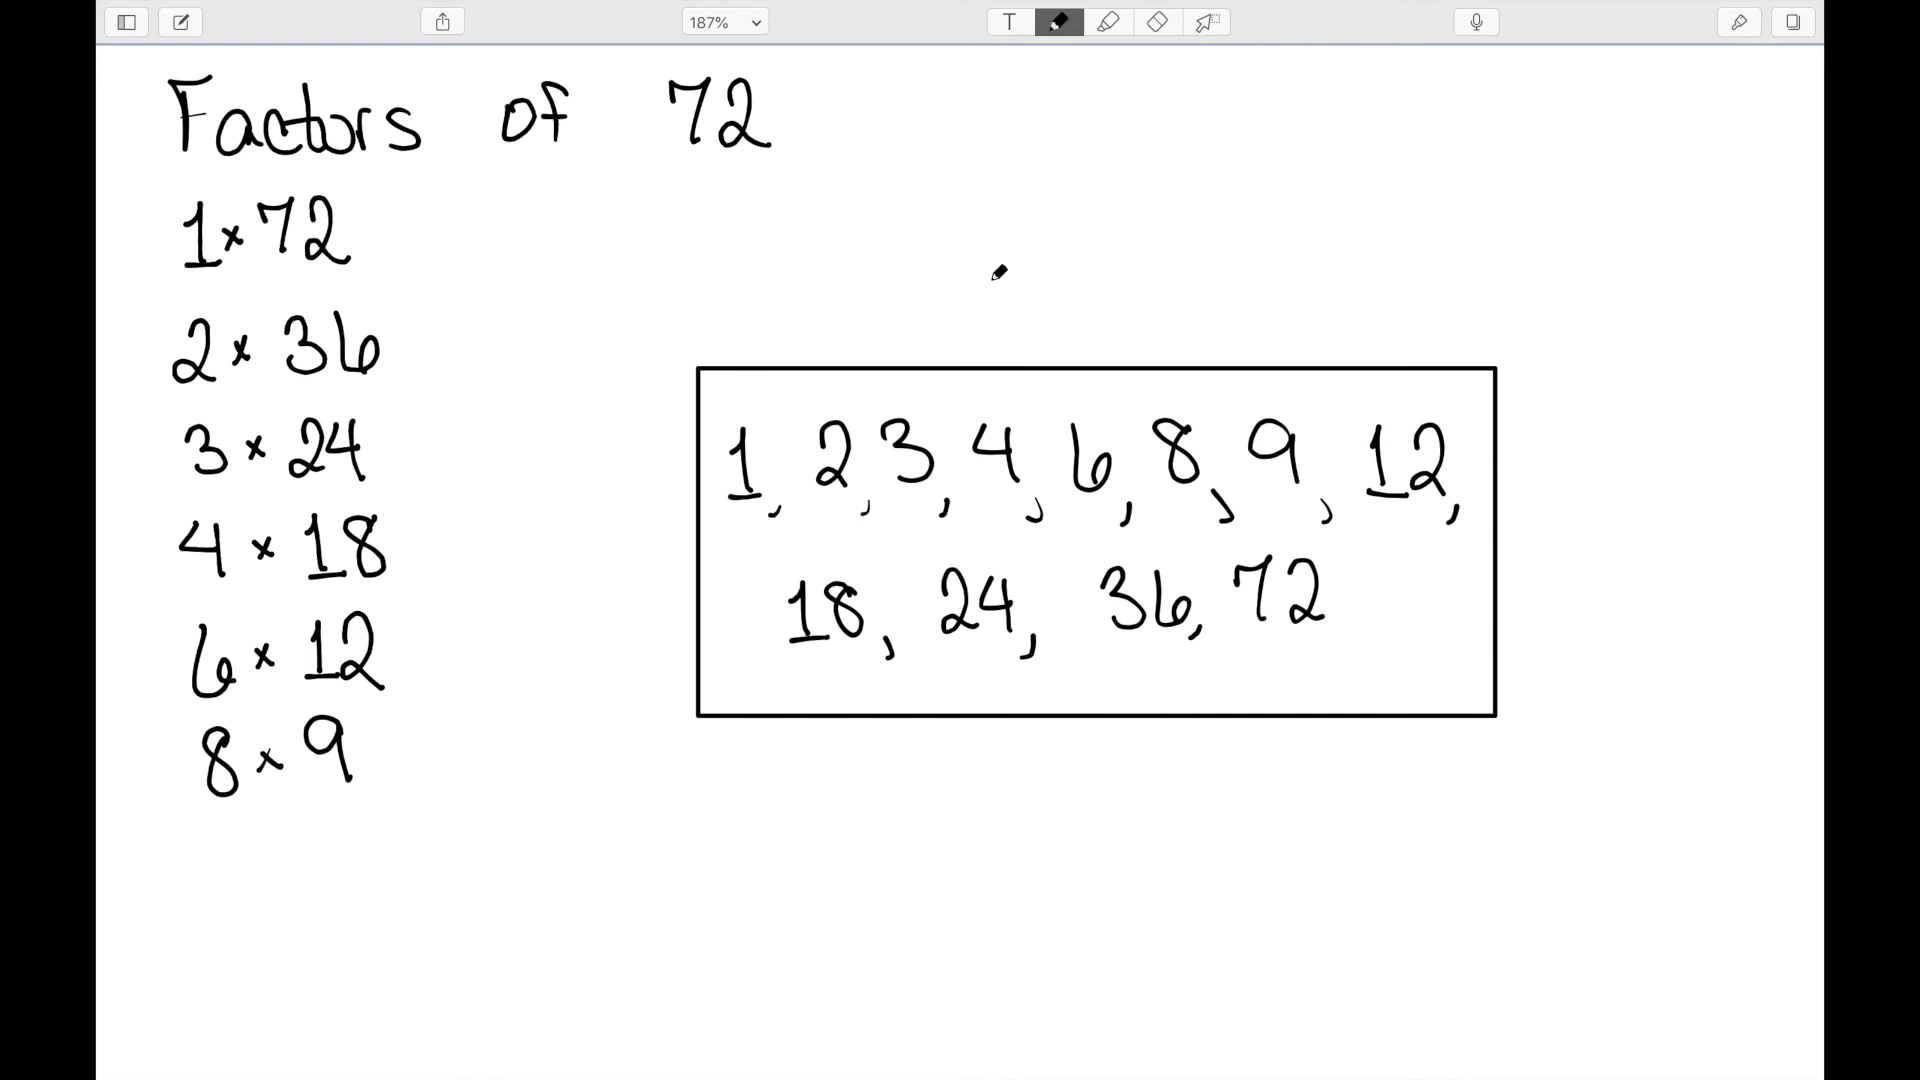 187%
T
Factors of 72
1×72
2×36
3×24
4×18
6×12
8×9
1, 2, 3, 4, 6, 8, 9, 12,
18, 24, 36, 72